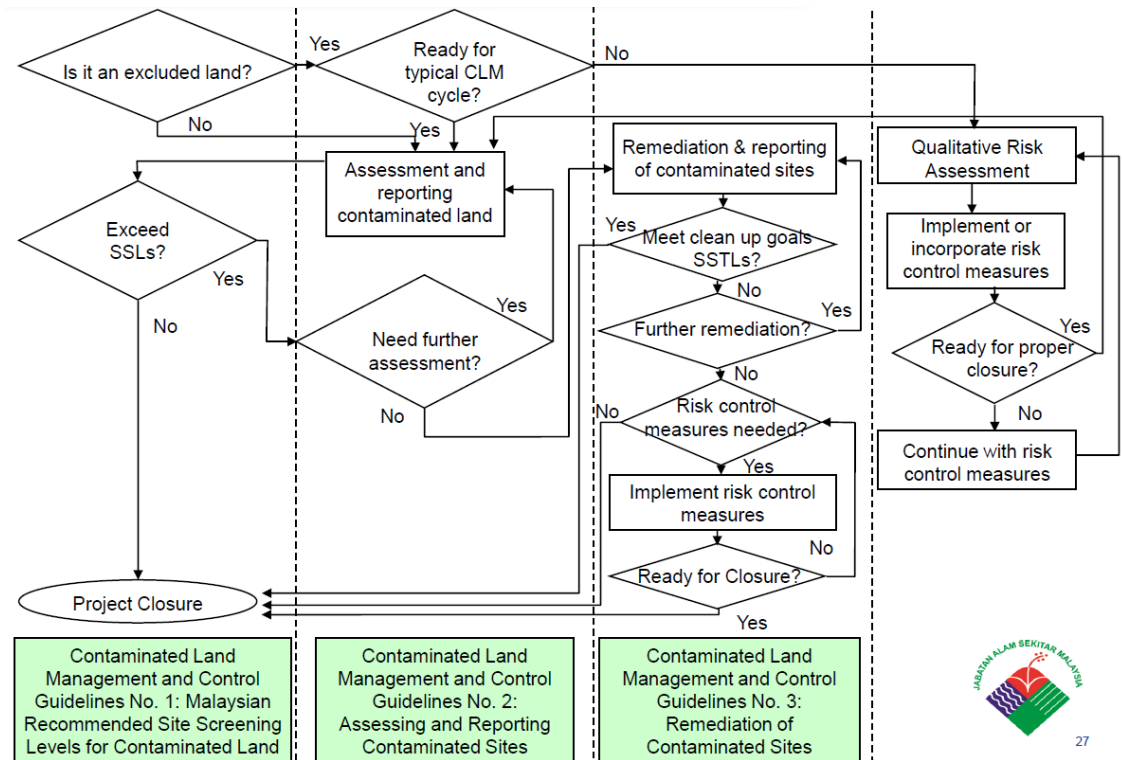 Is it an excluded land?
Yes
No
Ready for
typical CLM
cycle?
No
Yes
Assessment and
reporting
contaminated land
Exceed
SSLs?
Yes
No
Need further
assessment?
Yes
No
Remediation & reporting
of contaminated sites
Meet clean up goals
SSTLs?
Yes
No
Further remediation?
Yes
No
Risk control
measures needed?
No
Yes
Implement risk control
measures
Ready for Closure?
No
Yes
Qualitative Risk
Assessment
Implement or
incorporate risk
control measures
Ready for proper
closure?
Yes
No
Continue with risk
control measures
Project Closure
Contaminated Land
Management and Control
Guidelines No. 1: Malaysian
Recommended Site Screening
Levels for Contaminated Land
Contaminated Land
Management and Control
Guidelines No. 2:
Assessing and Reporting
Contaminated Sites
Contaminated Land
Management and Control
Guidelines No. 3:
Remediation of
Contaminated Sites
JABATAN ALAM SEKITAR MALAYSIA
27